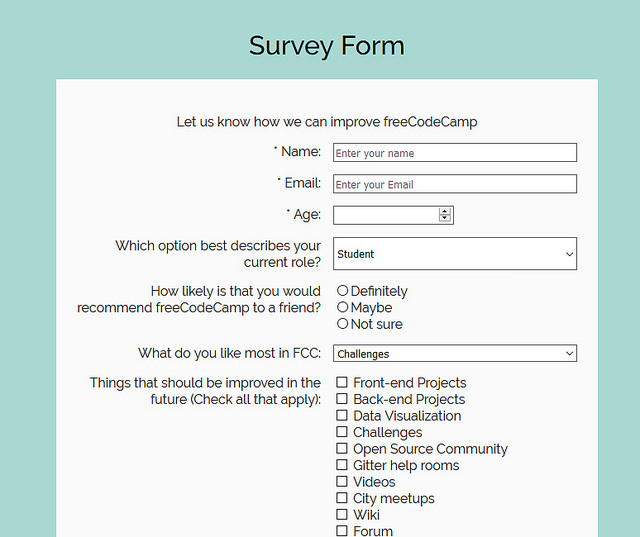 Survey Form
Let us know how we can improve freeCodeCamp
* Name: Enter your name
* Email: Enter your Email
* Age:
Which option best describes your
current role?
Student
How likely is that you would
recommend freeCodeCamp to a friend?
Definitely
Maybe
Not sure
What do you like most in FCC: Challenges
Things that should be improved in the
future (Check all that apply):
Front-end Projects
Back-end Projects
Data Visualization
Challenges
Open Source Community
Gitter help rooms
Videos
City meetups
Wiki
Forum